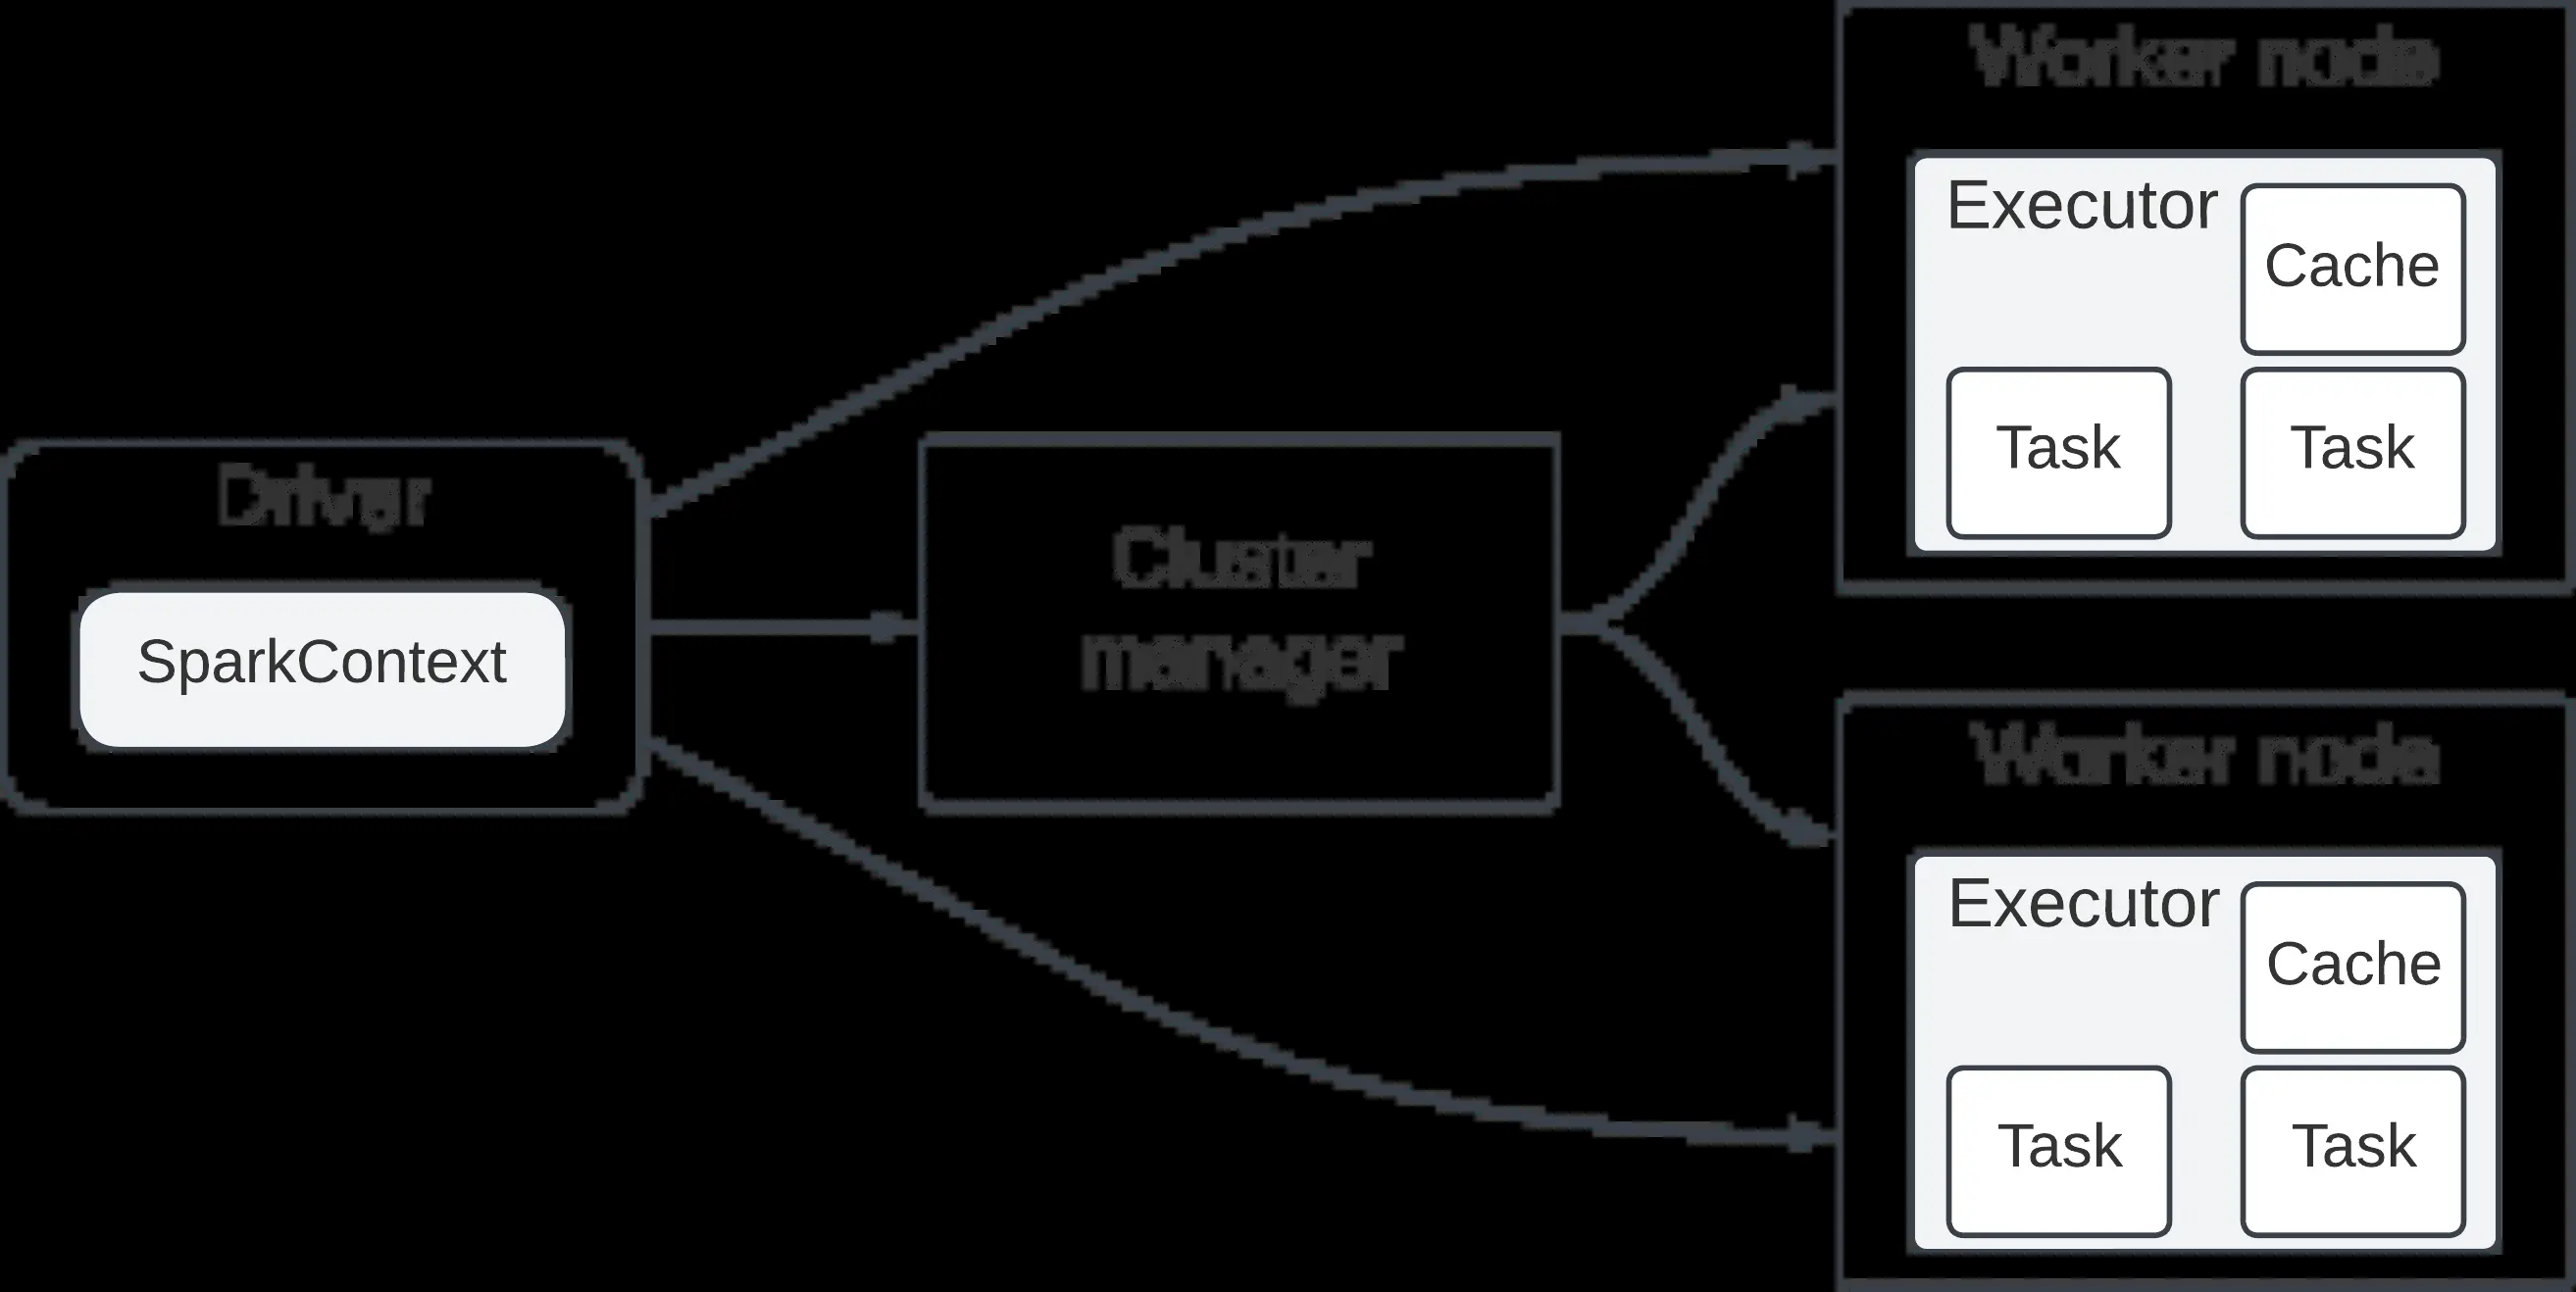 Driver
SparkContext
Cluster
manager
Worker node
Executor
Cache
Task
Task
Worker node
Executor
Cache
Task
Task